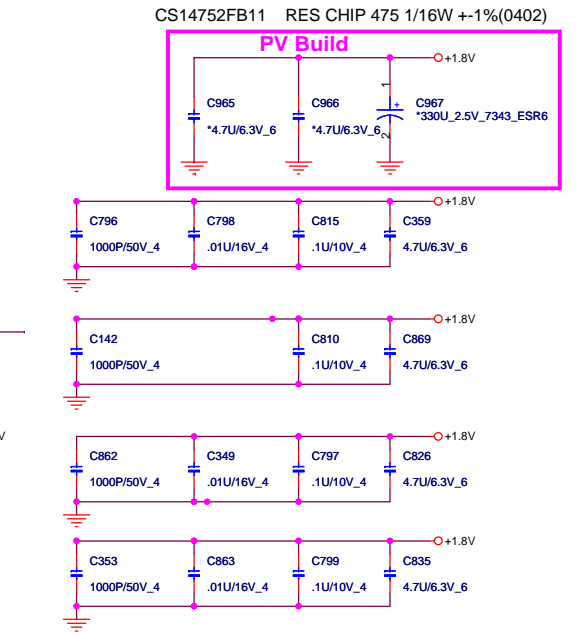 CS14752FB11 RES CHIP 475 1/16W +-1%(0402)
PV Build
+1.8V
1
C965 C966 + C967
*4.7U/6.3V_6 *4.7U/6.3V_6 *330U_2.5V_7343_ESR6
2
+1.8V
C796 C798 C815 C359
1000P/50V_4 .01U/16V_4 .1U/10V_4 4.7U/6.3V_6
+1.8V
C142 C810 C869
1000P/50V_4 .1U/10V_4 4.7U/6.3V_6
V +1.8V
C862 C349 C797 C826
1000P/50V_4 .01U/16V_4 .1U/10V_4 4.7U/6.3V_6
+1.8V
C353 C863 C799 C835
1000P/50V_4 .01U/16V_4 .1U/10V_4 4.7U/6.3V_6